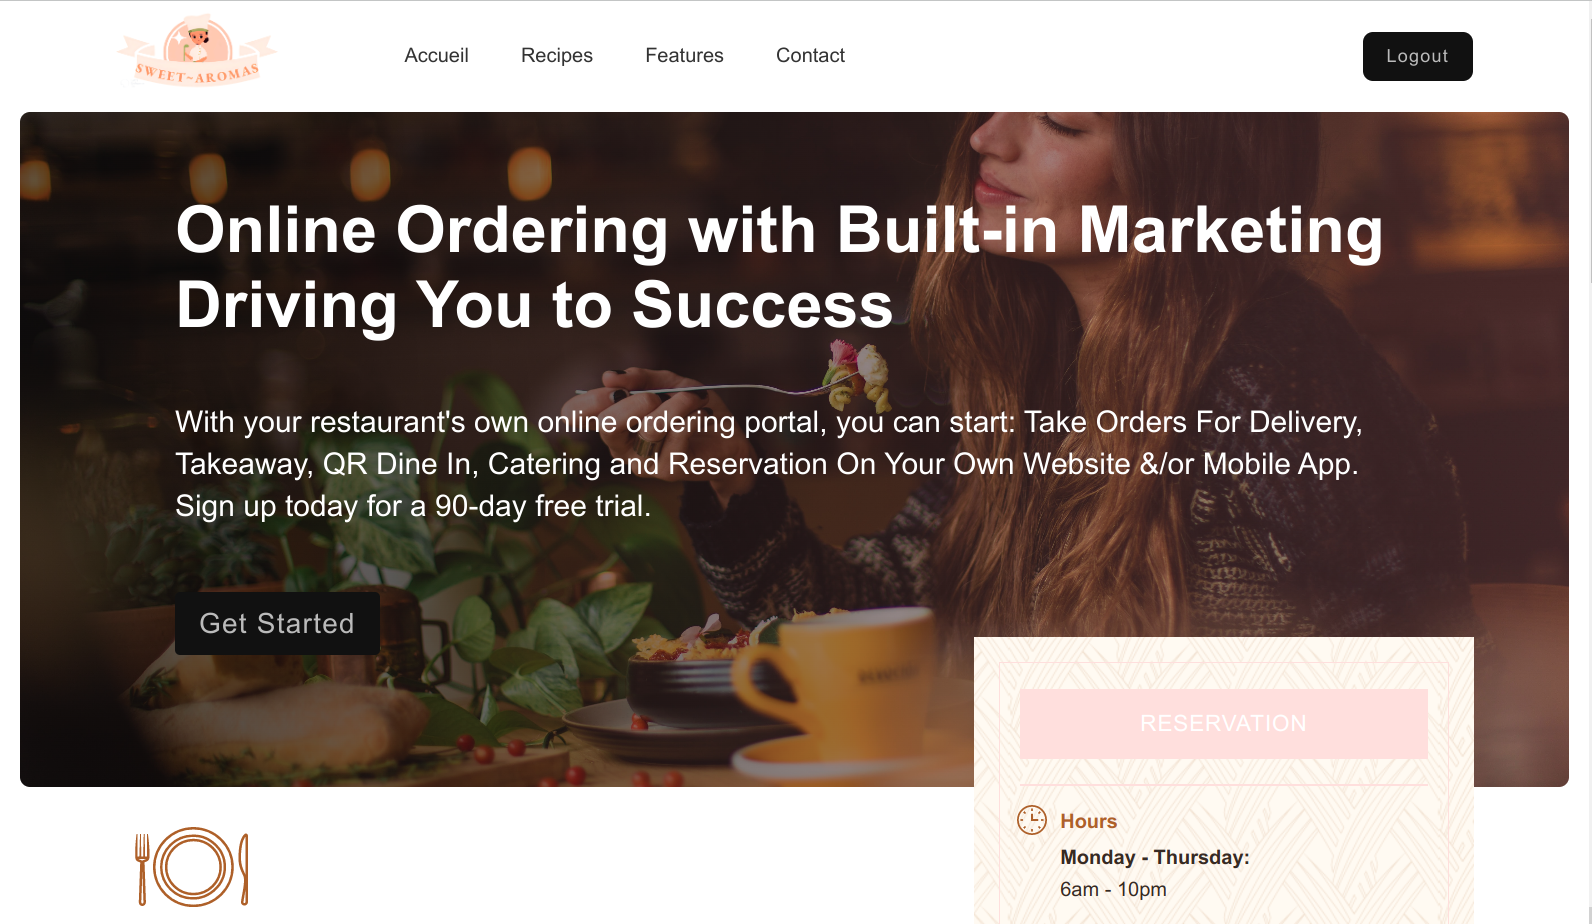 SWEET-AROMAS
Accueil
Recipes
Features
Contact
Logout
Online Ordering with Built-in Marketing
Driving You to Success
With your restaurant's own online ordering portal, you can start: Take Orders For Delivery,
Takeaway, QR Dine In, Catering and Reservation On Your Own Website &/or Mobile App.
Sign up today for a 90-day free trial.
Get Started
RESERVATION
Hours
Monday - Thursday:
6am - 10pm